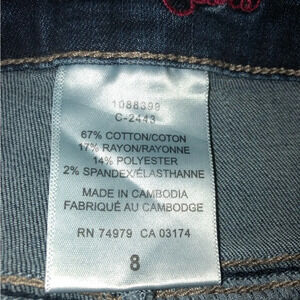 1088399
C-2443
67% COTTON/COTON
17% RAYON/RAYONNE
14% POLYESTER
2% SPANDEX/ÉLASTHANNE
MADE IN CAMBODIA
FABRIQUÉ AU CAMBODGE
RN 74979 CA 03174
8